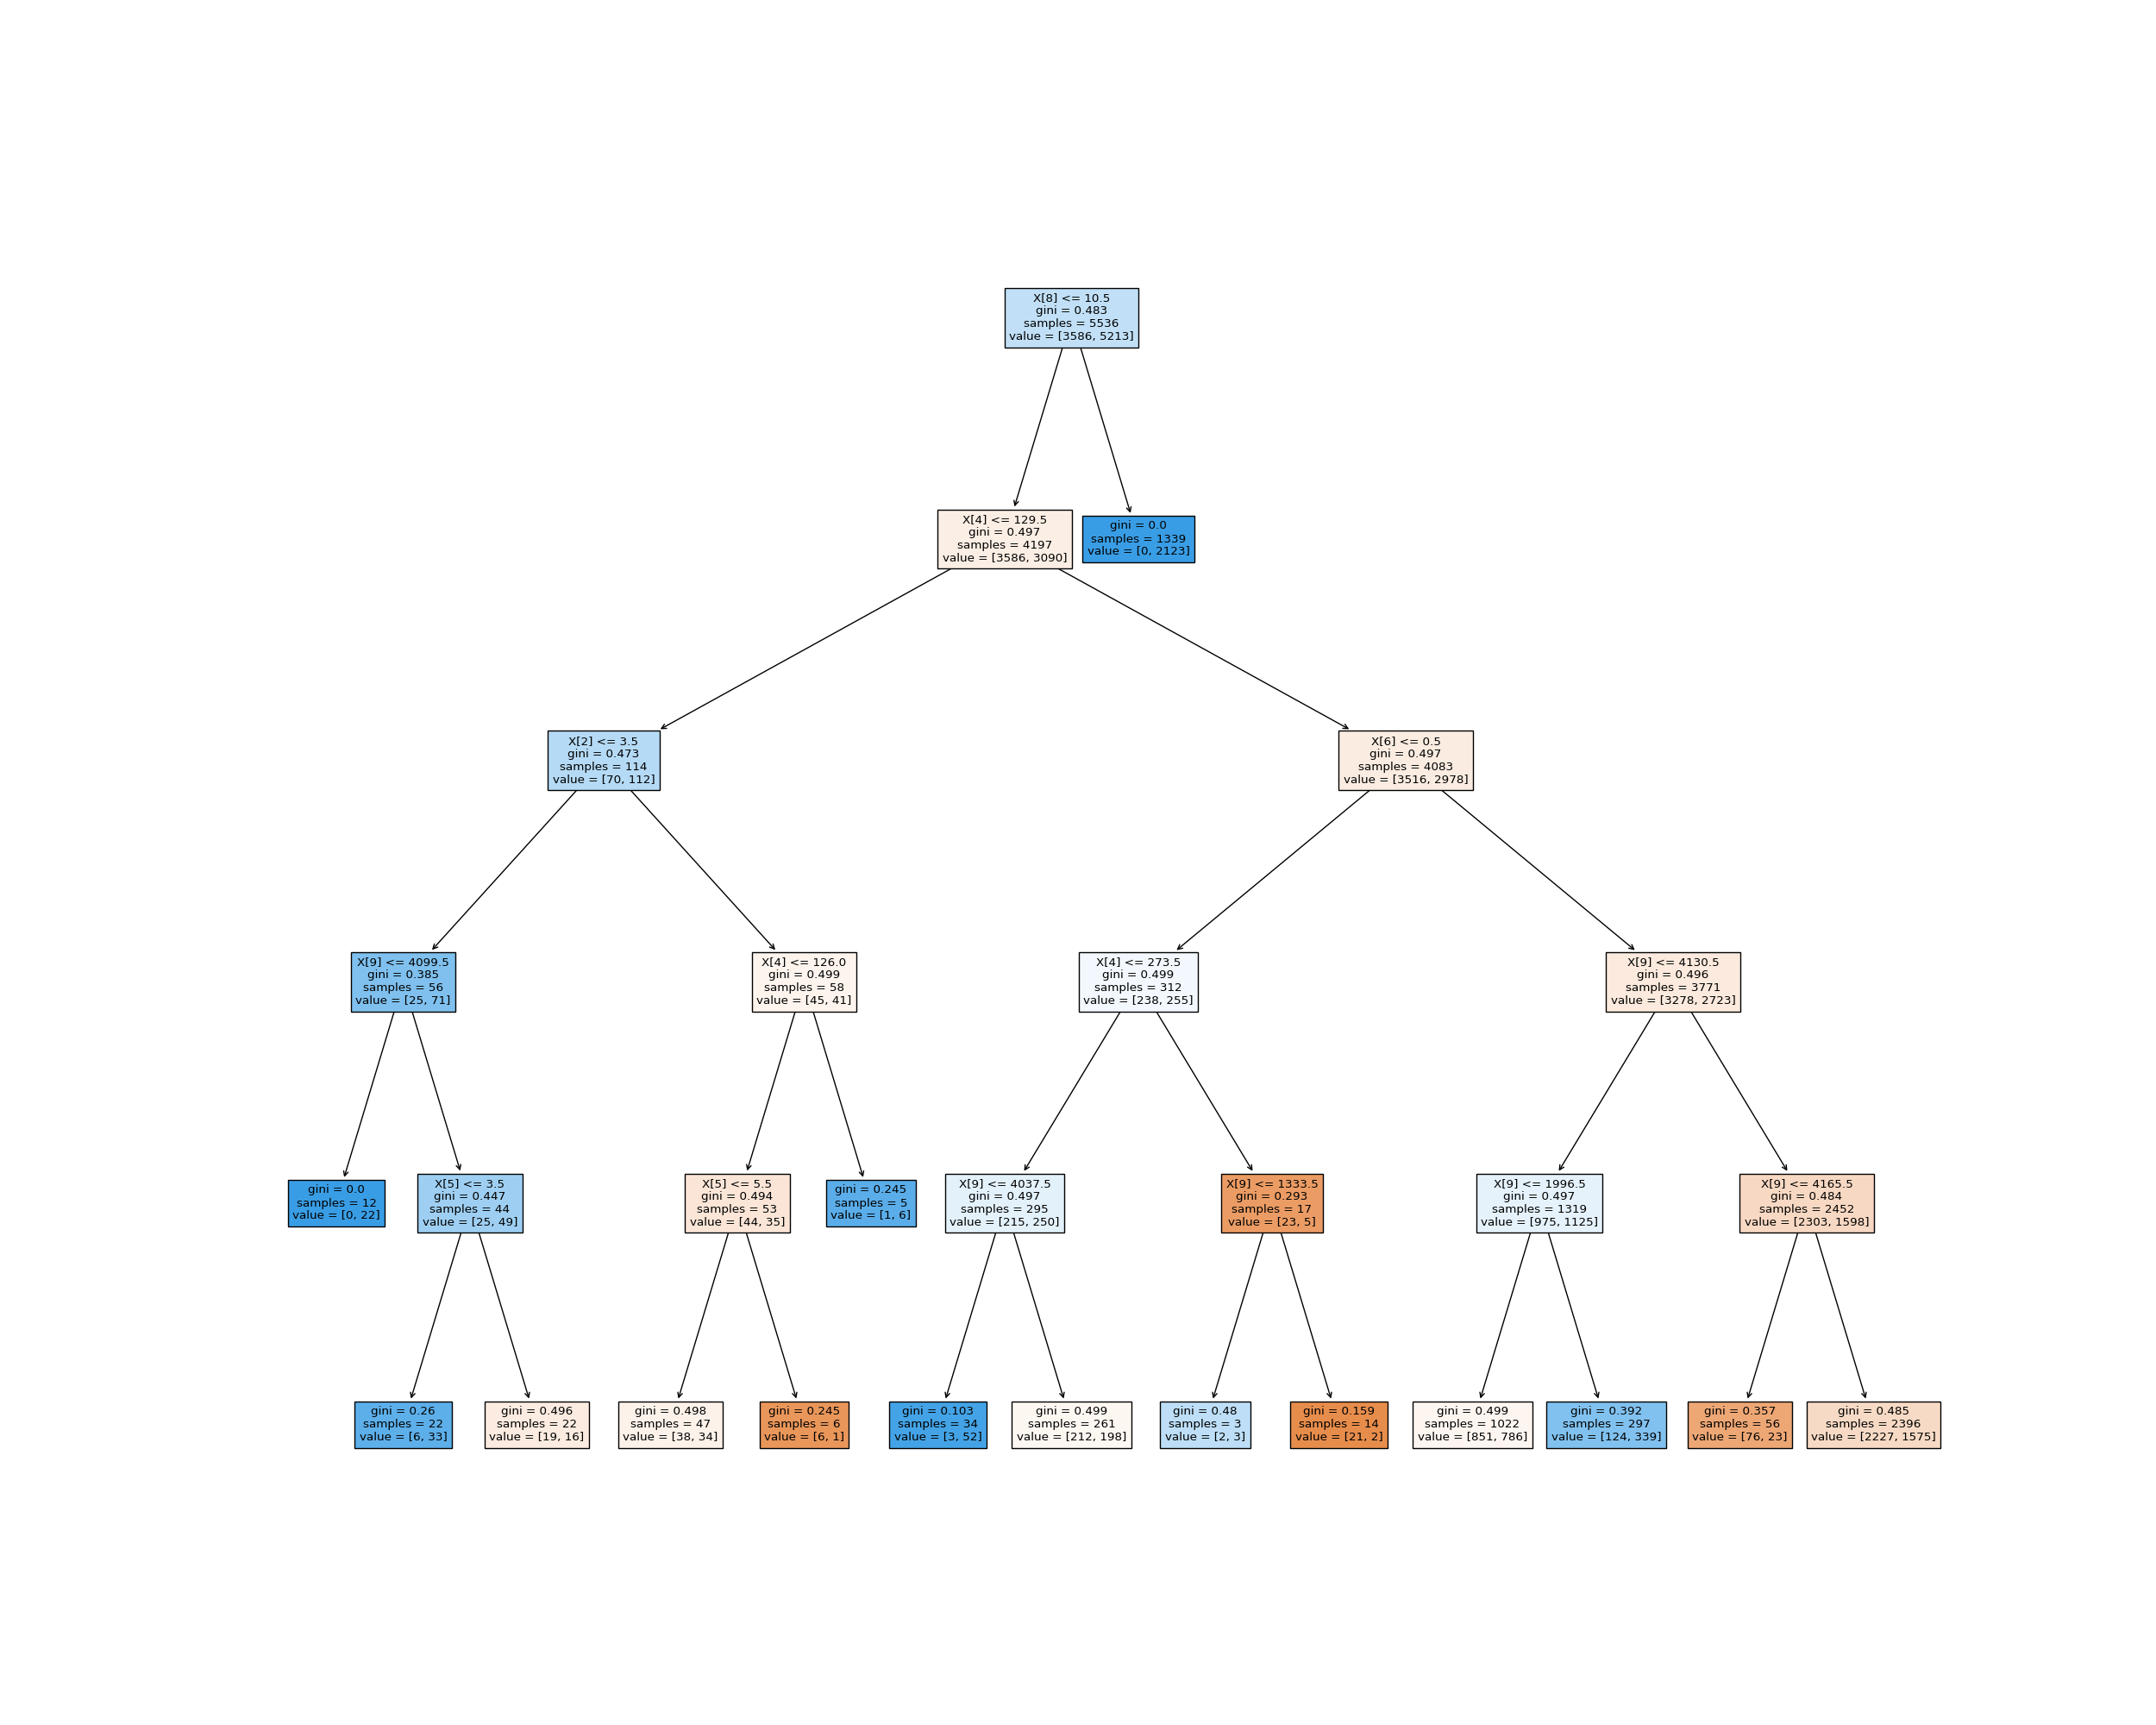 X[8] <= 10.5
gini = 0.483
samples = 5536
value = [3586, 5213]
X[4] <= 129.5
gini = 0.497
samples = 4197
value = [3586, 3090]
gini = 0.0
samples = 1339
value = [0, 2123]
X[2] <= 3.5
gini = 0.473
samples = 114
value = [70, 112]
X[6] <= 0.5
gini = 0.497
samples = 4083
value = [3516, 2978]
X[9] <= 4099.5
gini = 0.385
samples = 56
value = [25, 71]
X[4] <= 126.0
gini = 0.499
samples = 58
value = [45, 41]
X[4] <= 273.5
gini = 0.499
samples = 312
value = [238, 255]
X[9] <= 4130.5
gini = 0.496
samples = 3771
value = [3278, 2723]
gini = 0.0
samples = 12
value = [0, 22]
X[5] <= 3.5
gini = 0.447
samples = 44
value = [25, 49]
X[5] <= 5.5
gini = 0.494
samples = 53
value = [44, 35]
gini = 0.245
samples = 5
value = [1, 6]
X[9] <= 4037.5
gini = 0.497
samples = 295
value = [215, 250]
X[9] <= 1333.5
gini = 0.293
samples = 17
value = [23, 5]
X[9] <= 1996.5
gini = 0.497
samples = 1319
value = [975, 1125]
X[9] <= 4165.5
gini = 0.484
samples = 2452
value = [2303, 1598]
gini = 0.26
samples = 22
value = [6, 33]
gini = 0.496
samples = 22
value = [19, 16]
gini = 0.498
samples = 47
value = [38, 34]
gini = 0.245
samples = 6
value = [6, 1]
gini = 0.103
samples = 34
value = [3, 52]
gini = 0.499
samples = 261
value = [212, 198]
gini = 0.48
samples = 3
value = [2, 3]
gini = 0.159
samples = 14
value = [21, 2]
gini = 0.499
samples = 1022
value = [851, 786]
gini = 0.392
samples = 297
value = [124, 339]
gini = 0.357
samples = 56
value = [76, 23]
gini = 0.485
samples = 2396
value = [2227, 1575]